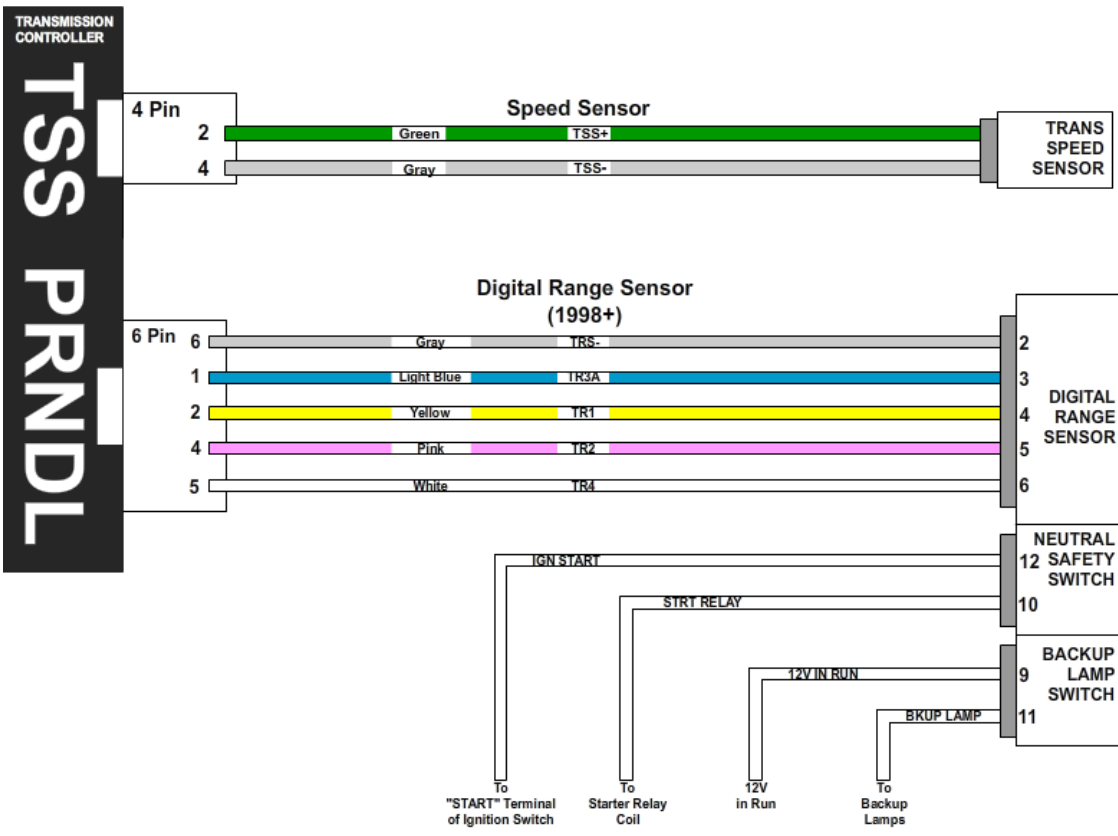 TRANSMISSION
CONTROLLER
TSS PRNDL
4 Pin
2
4
Speed Sensor
Green
TSS+
Gray
TSS-
TRANS
SPEED
SENSOR
Digital Range Sensor
(1998+)
6 Pin
6
Gray
TRS-
2
1
Light Blue
TR3A
3
2
Yellow
TR1
4
4
Pink
TR2
5
5
White
TR4
6
DIGITAL
RANGE
SENSOR
IGN START
12
STRT RELAY
10
NEUTRAL
SAFETY
SWITCH
12V IN RUN
9
BKUP LAMP
11
BACKUP
LAMP
SWITCH
To
"START" Terminal
of Ignition Switch
To
Starter Relay
Coil
12V
in Run
To
Backup
Lamps